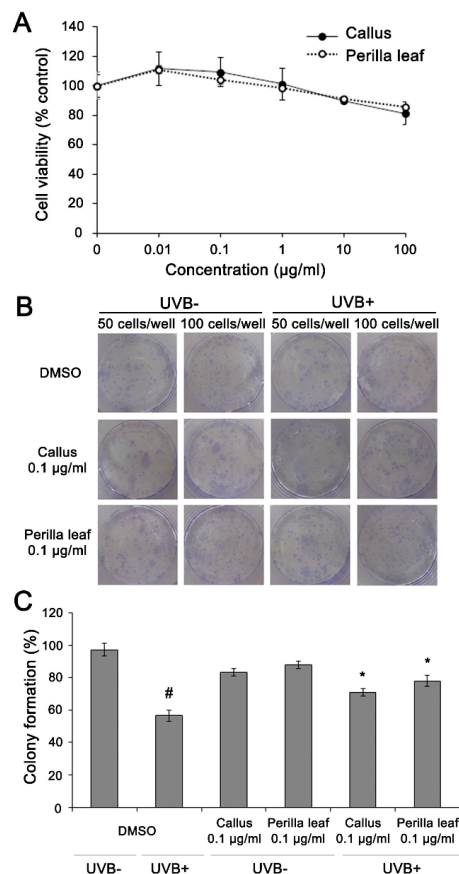 A
Cell viability (% control)
140
120
100
80
60
40
20
0
0 0.01 0.1 1 10 100
Concentration (μg/ml)
Callus
Perilla leaf
B
UVB- UVB+
50 cells/well 100 cells/well 50 cells/well 100 cells/well
DMSO
Callus
0.1 μg/ml
Perilla leaf
0.1 μg/ml
C
Colony formation (%)
120
100
80
60
40
20
0
#
*
*
DMSO Callus Perilla leaf Callus Perilla leaf
0.1 μg/ml 0.1 μg/ml 0.1 μg/ml 0.1 μg/ml
UVB- UVB+ UVB- UVB+